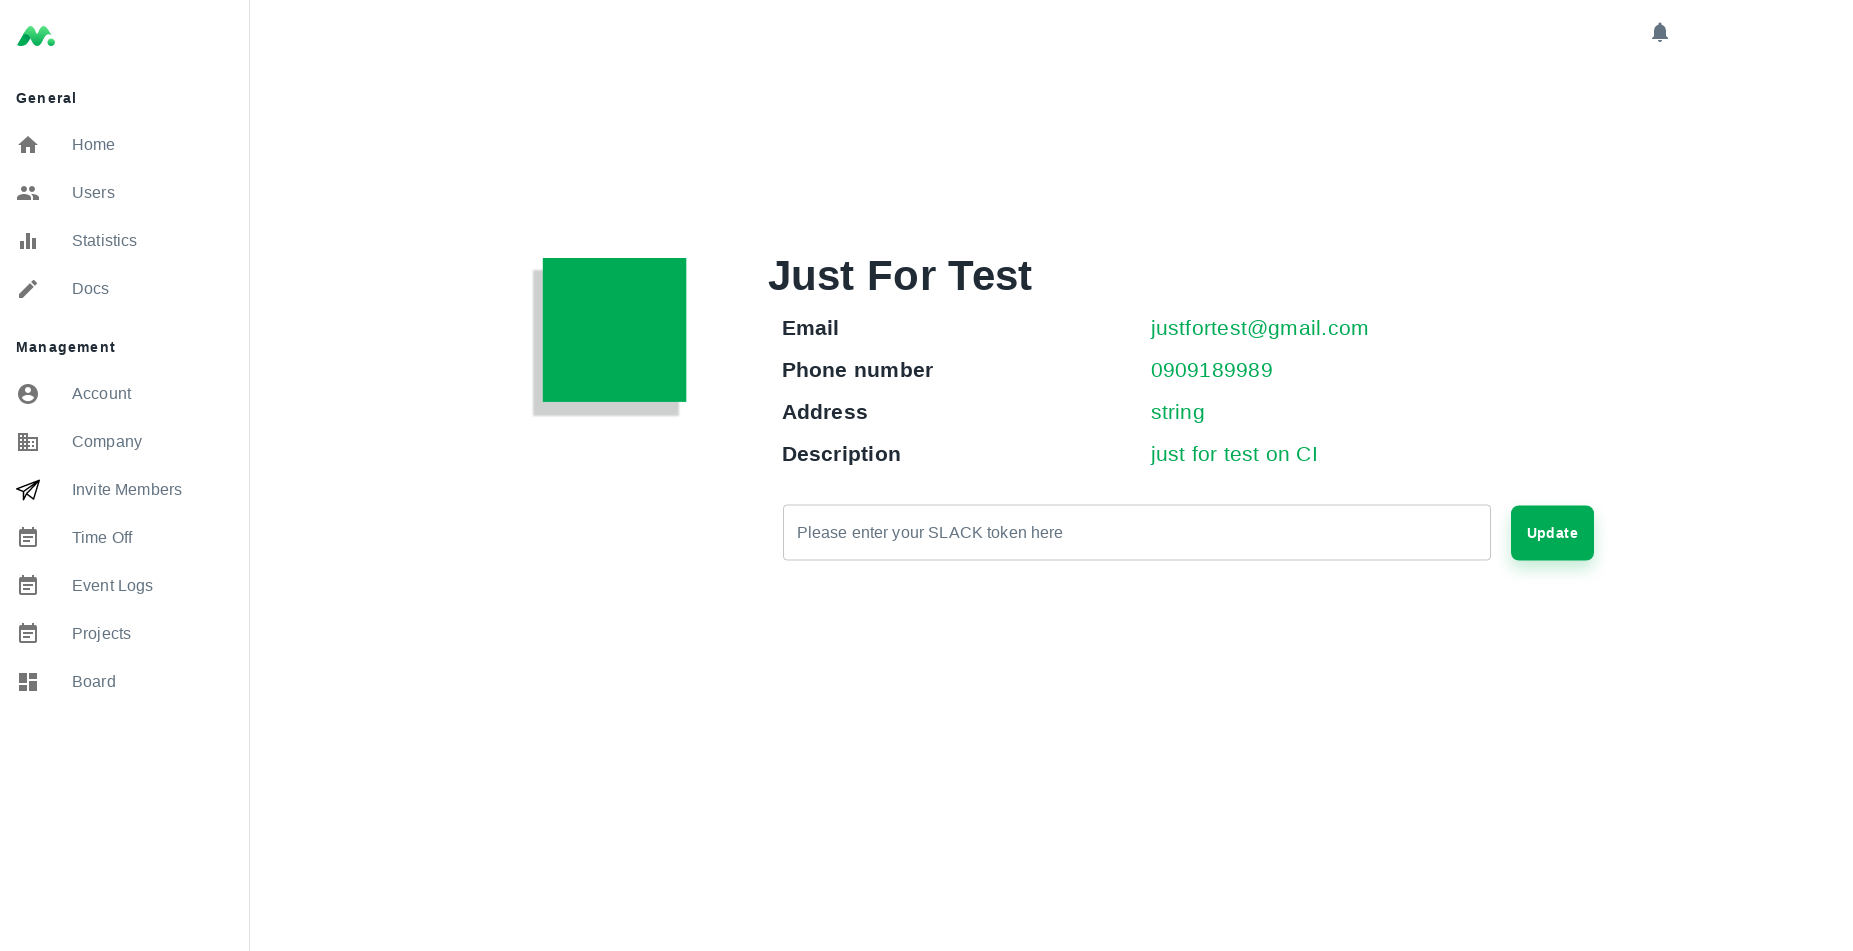 General
Home
Users
Statistics
Docs
Management
Account
Company
Invite Members
Time Off
Event Logs
Projects
Board
Just For Test
Email justfortest@gmail.com
Phone number 0909189989
Address string
Description just for test on CI
Please enter your SLACK token here Update